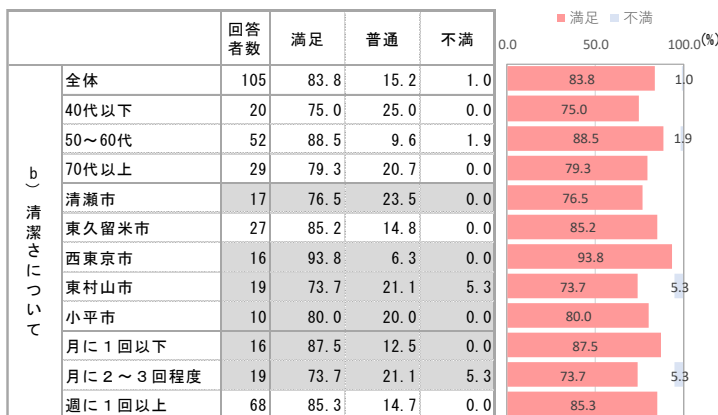 ■満足 ■不満
回答者数 満足 普通 不満 0.0 50.0 100.0(%)
b）清潔さについて
全体 105 83.8 15.2 1.0 83.8 1.0
40代以下 20 75.0 25.0 0.0 75.0
50～60代 52 88.5 9.6 1.9 88.5 1.9
70代以上 29 79.3 20.7 0.0 79.3
清瀬市 17 76.5 23.5 0.0 76.5
東久留米市 27 85.2 14.8 0.0 85.2
西東京市 16 93.8 6.3 0.0 93.8
東村山市 19 73.7 21.1 5.3 73.7 5.3
小平市 10 80.0 20.0 0.0 80.0
月に１回以下 16 87.5 12.5 0.0 87.5
月に２～３回程度 19 73.7 21.1 5.3 73.7 5.3
週に１回以上 68 85.3 14.7 0.0 85.3